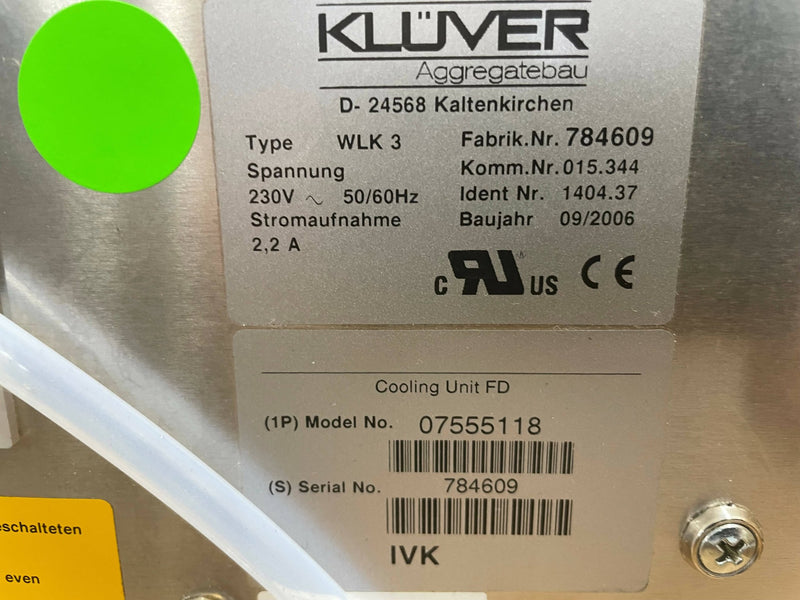 KLÜVER
Aggregatebau
D- 24568 Kaltenkirchen
Type WLK 3 Fabrik.Nr. 784609
Spannung Komm.Nr. 015.344
230V ~ 50/60Hz Ident Nr. 1404.37
Stromaufnahme Baujahr 09/2006
2,2 A
c RU US CE
Cooling Unit FD
(1P) Model No. 07555118
(S) Serial No. 784609
IVK
eschalteten
even